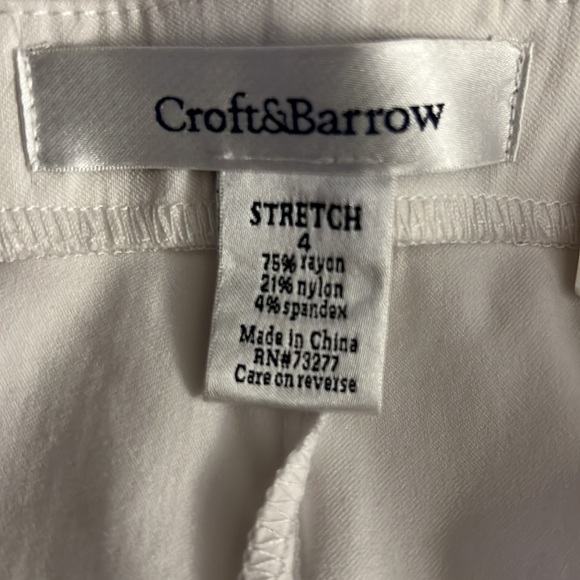 Croft&Barrow
STRETCH
4
75% rayon
21% nylon
4% spandex
Made in China
RN#73277
Care on reverse